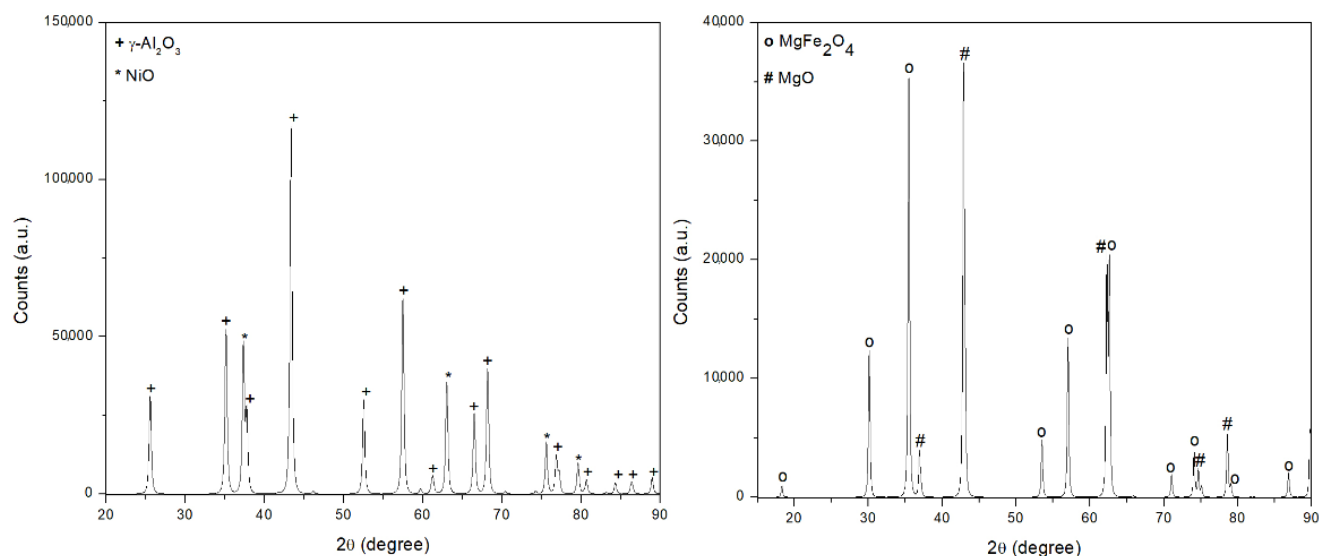 150,000
100,000
50,000
0
Counts (a.u.)
+ γ-Al₂O₃
* NiO
+
+
*
+
+
+
+
+
*
+
+
*
+
*
+
+
+
+
20 30 40 50 60 70 80 90
2θ (degree)
40,000
30,000
20,000
10,000
0
Counts (a.u.)
o MgFe₂O₄
# MgO
o
o
o
#
#
o
o
#
o
o
o
#
#
o
o
o
20 30 40 50 60 70 80 90
2θ (degree)